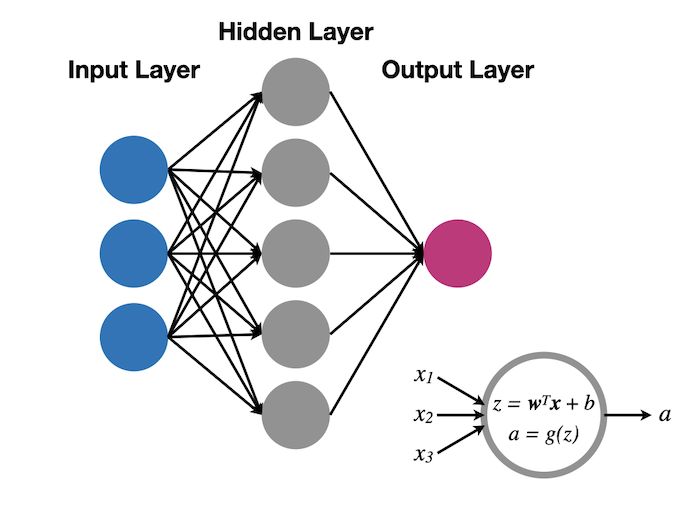 Hidden Layer
Input Layer
Output Layer
x1
x2
x3
z = wTx + b
a = g(z)
a